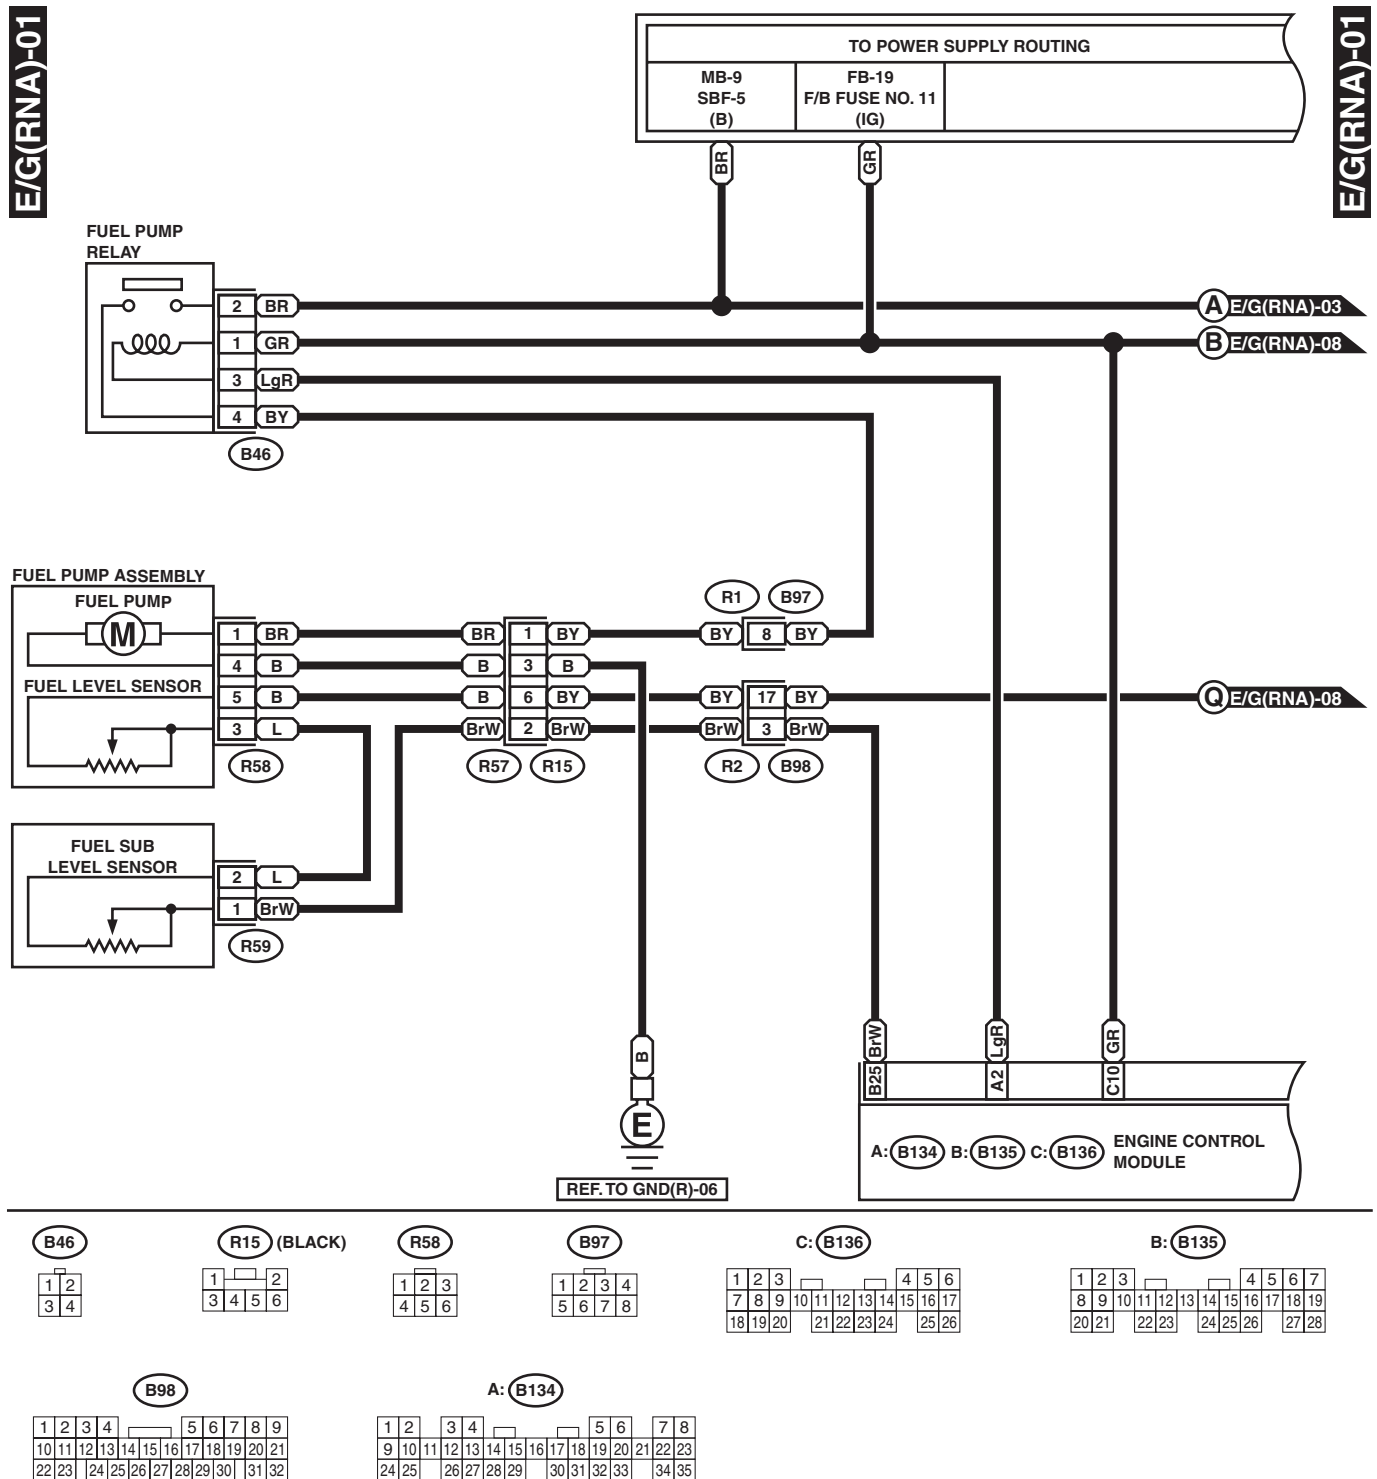 E/G(RNA)-01
E/G(RNA)-01
TO POWER SUPPLY ROUTING
MB-9
SBF-5
(B)
FB-19
F/B FUSE NO. 11
(IG)
BR
GR
FUEL PUMP
RELAY
2 BR
1 GR
3 LgR
4 BY
B46
A E/G(RNA)-03
B E/G(RNA)-08
FUEL PUMP ASSEMBLY
FUEL PUMP
M
FUEL LEVEL SENSOR
R1 B97
1 BR BR 1 BY BY 8 BY
4 B B 3 B
5 B B 6 BY BY 17 BY Q E/G(RNA)-08
3 L BrW 2 BrW BrW 3 BrW
R58 R57 R15 R2 B98
FUEL SUB
LEVEL SENSOR
2 L
1 BrW
R59
B
E
REF. TO GND(R)-06
BrW LgR GR
B25 A2 C10
A: B134 B: B135 C: B136 ENGINE CONTROL
MODULE
B46
1 2
3 4
R15 (BLACK)
1 2
3 4 5 6
R58
1 2 3
4 5 6
B97
1 2 3 4
5 6 7 8
C: B136
1 2 3 4 5 6
7 8 9 10 11 12 13 14 15 16 17
18 19 20 21 22 23 24 25 26
B: B135
1 2 3 4 5 6 7
8 9 10 11 12 13 14 15 16 17 18 19
20 21 22 23 24 25 26 27 28
B98
1 2 3 4 5 6 7 8 9
10 11 12 13 14 15 16 17 18 19 20 21
22 23 24 25 26 27 28 29 30 31 32
A: B134
1 2 3 4 5 6 7 8
9 10 11 12 13 14 15 16 17 18 19 20 21 22 23
24 25 26 27 28 29 30 31 32 33 34 35